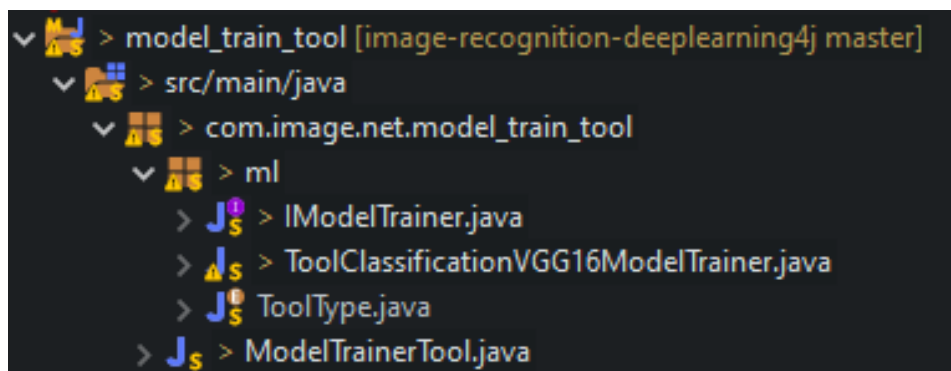 > model_train_tool [image-recognition-deeplearning4j master]
> src/main/java
> com.image.net.model_train_tool
> ml
> IModelTrainer.java
> ToolClassificationVGG16ModelTrainer.java
ToolType.java
> ModelTrainerTool.java